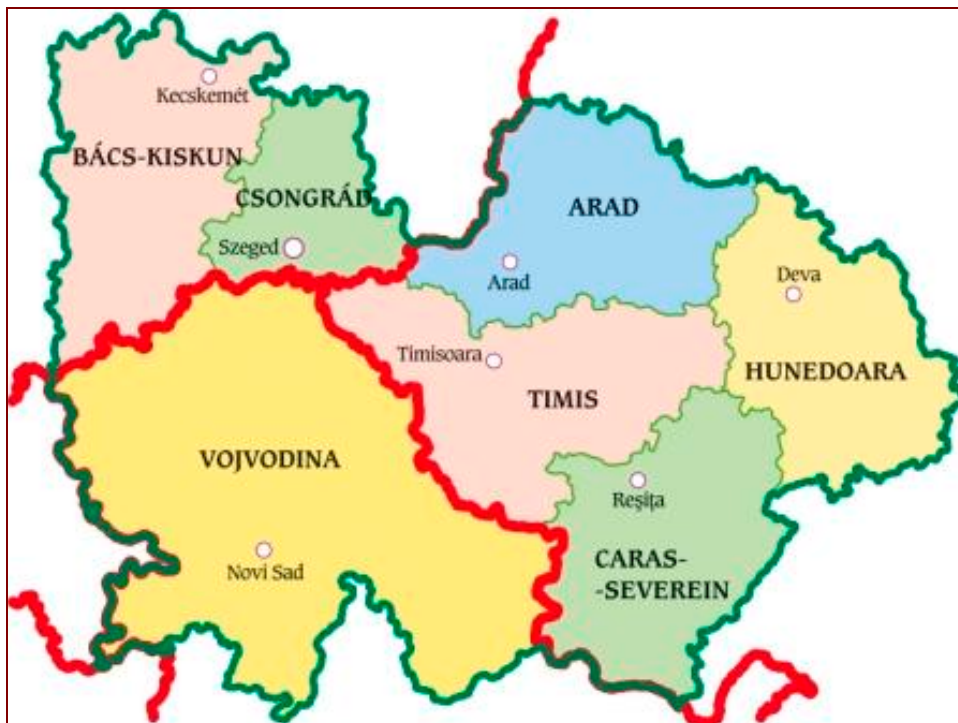 Kecskemét
BÁCS-KISKUN
CSONGRÁD
Szeged
ARAD
Arad
Deva
HUNEDOARA
Timisoara
TIMIS
VOJVODINA
Novi Sad
Reşiţa
CARAS-
-SEVEREIN